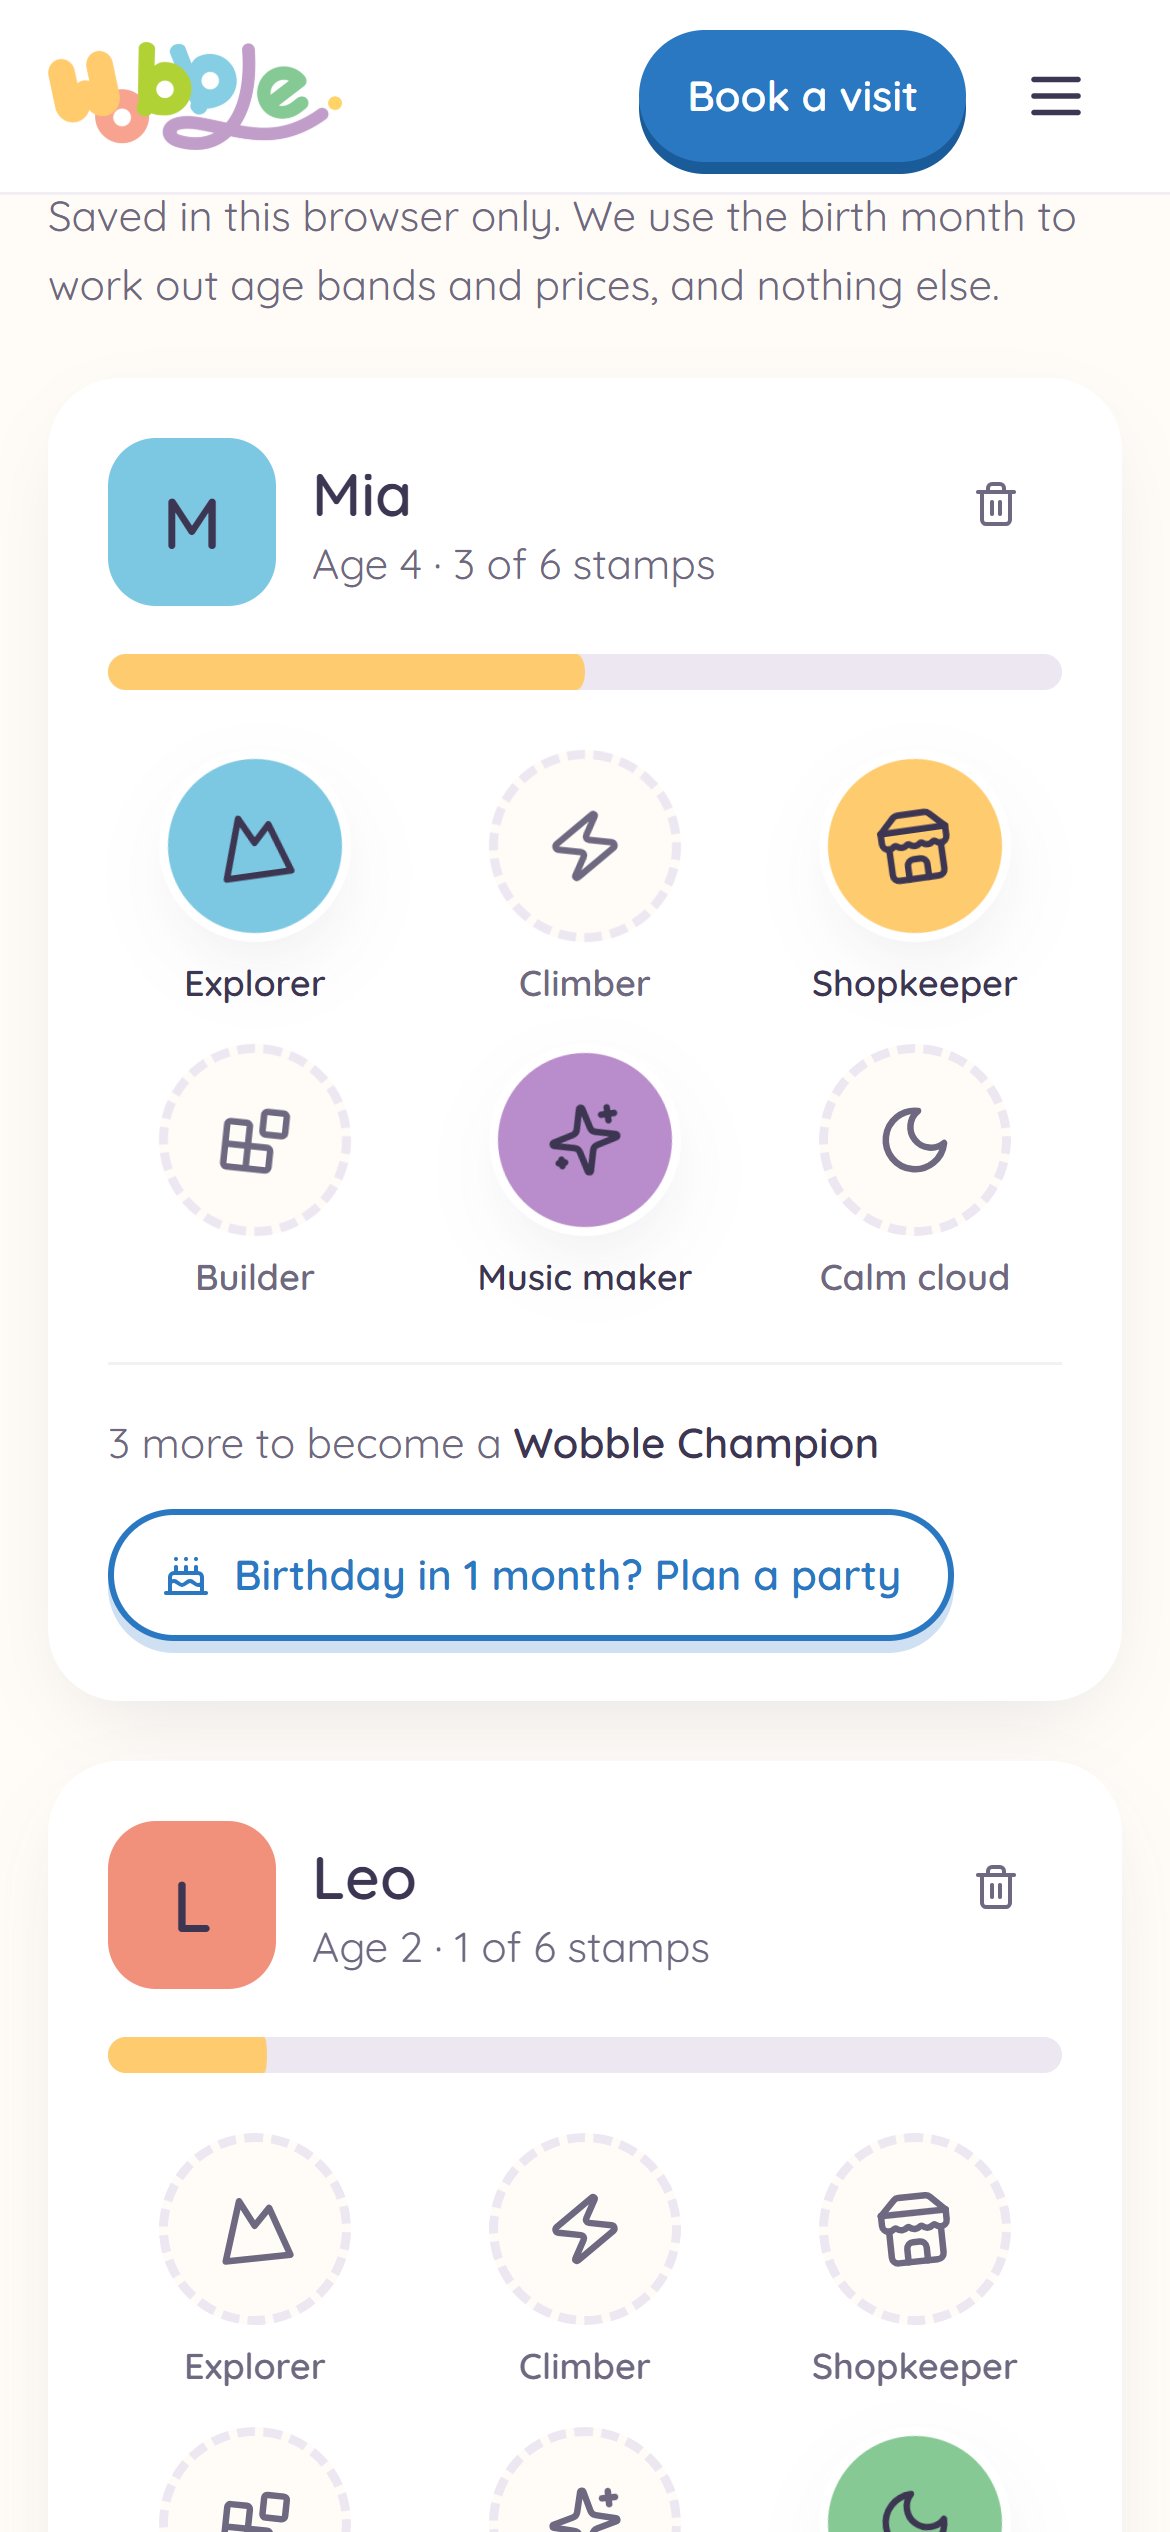 wobble.
Book a visit
Saved in this browser only. We use the birth month to
work out age bands and prices, and nothing else.
M
Mia
Age 4 · 3 of 6 stamps
Explorer
Climber
Shopkeeper
Builder
Music maker
Calm cloud
3 more to become a Wobble Champion
Birthday in 1 month? Plan a party
L
Leo
Age 2 · 1 of 6 stamps
Explorer
Climber
Shopkeeper